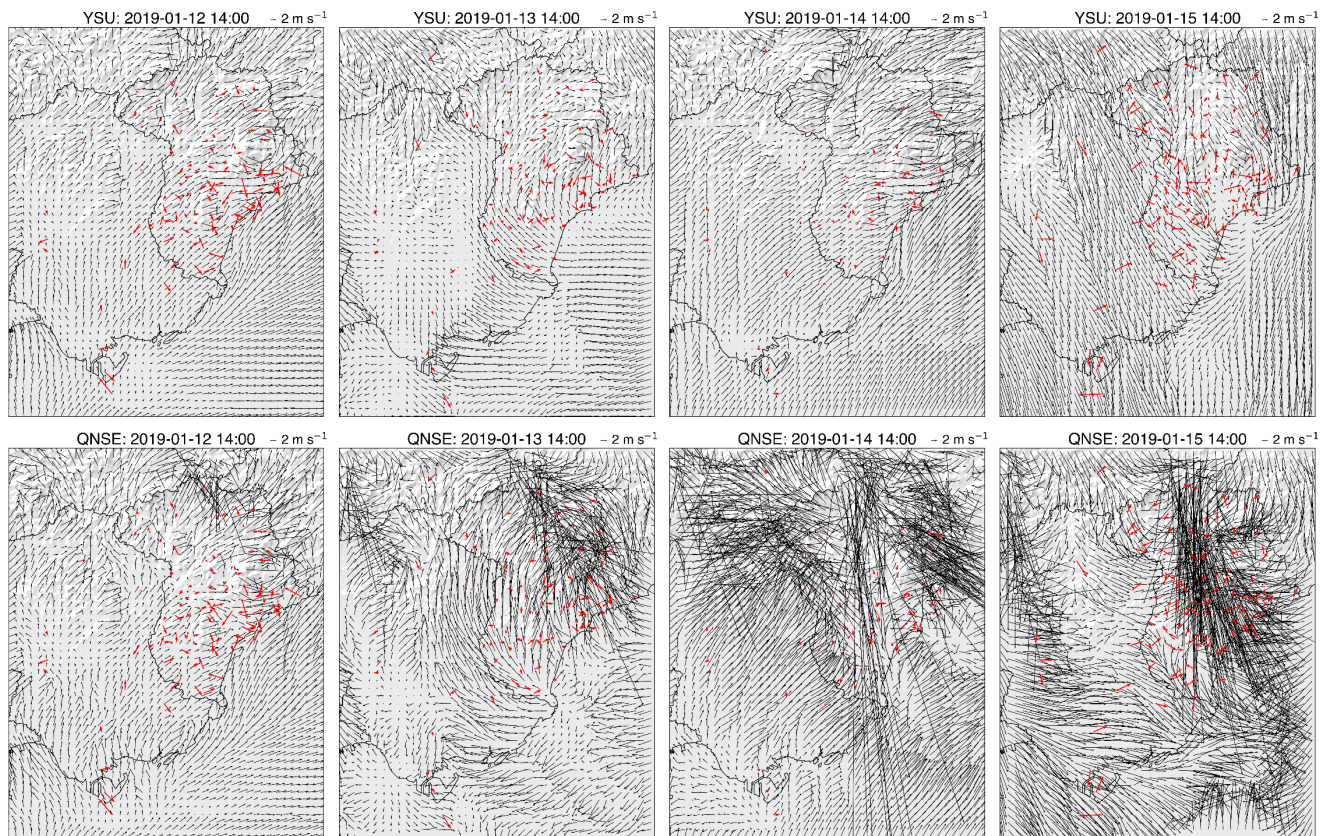 YSU: 2019-01-12 14:00 → 2 m s⁻¹
YSU: 2019-01-13 14:00 → 2 m s⁻¹
YSU: 2019-01-14 14:00 → 2 m s⁻¹
YSU: 2019-01-15 14:00 → 2 m s⁻¹
QNSE: 2019-01-12 14:00 → 2 m s⁻¹
QNSE: 2019-01-13 14:00 → 2 m s⁻¹
QNSE: 2019-01-14 14:00 → 2 m s⁻¹
QNSE: 2019-01-15 14:00 → 2 m s⁻¹